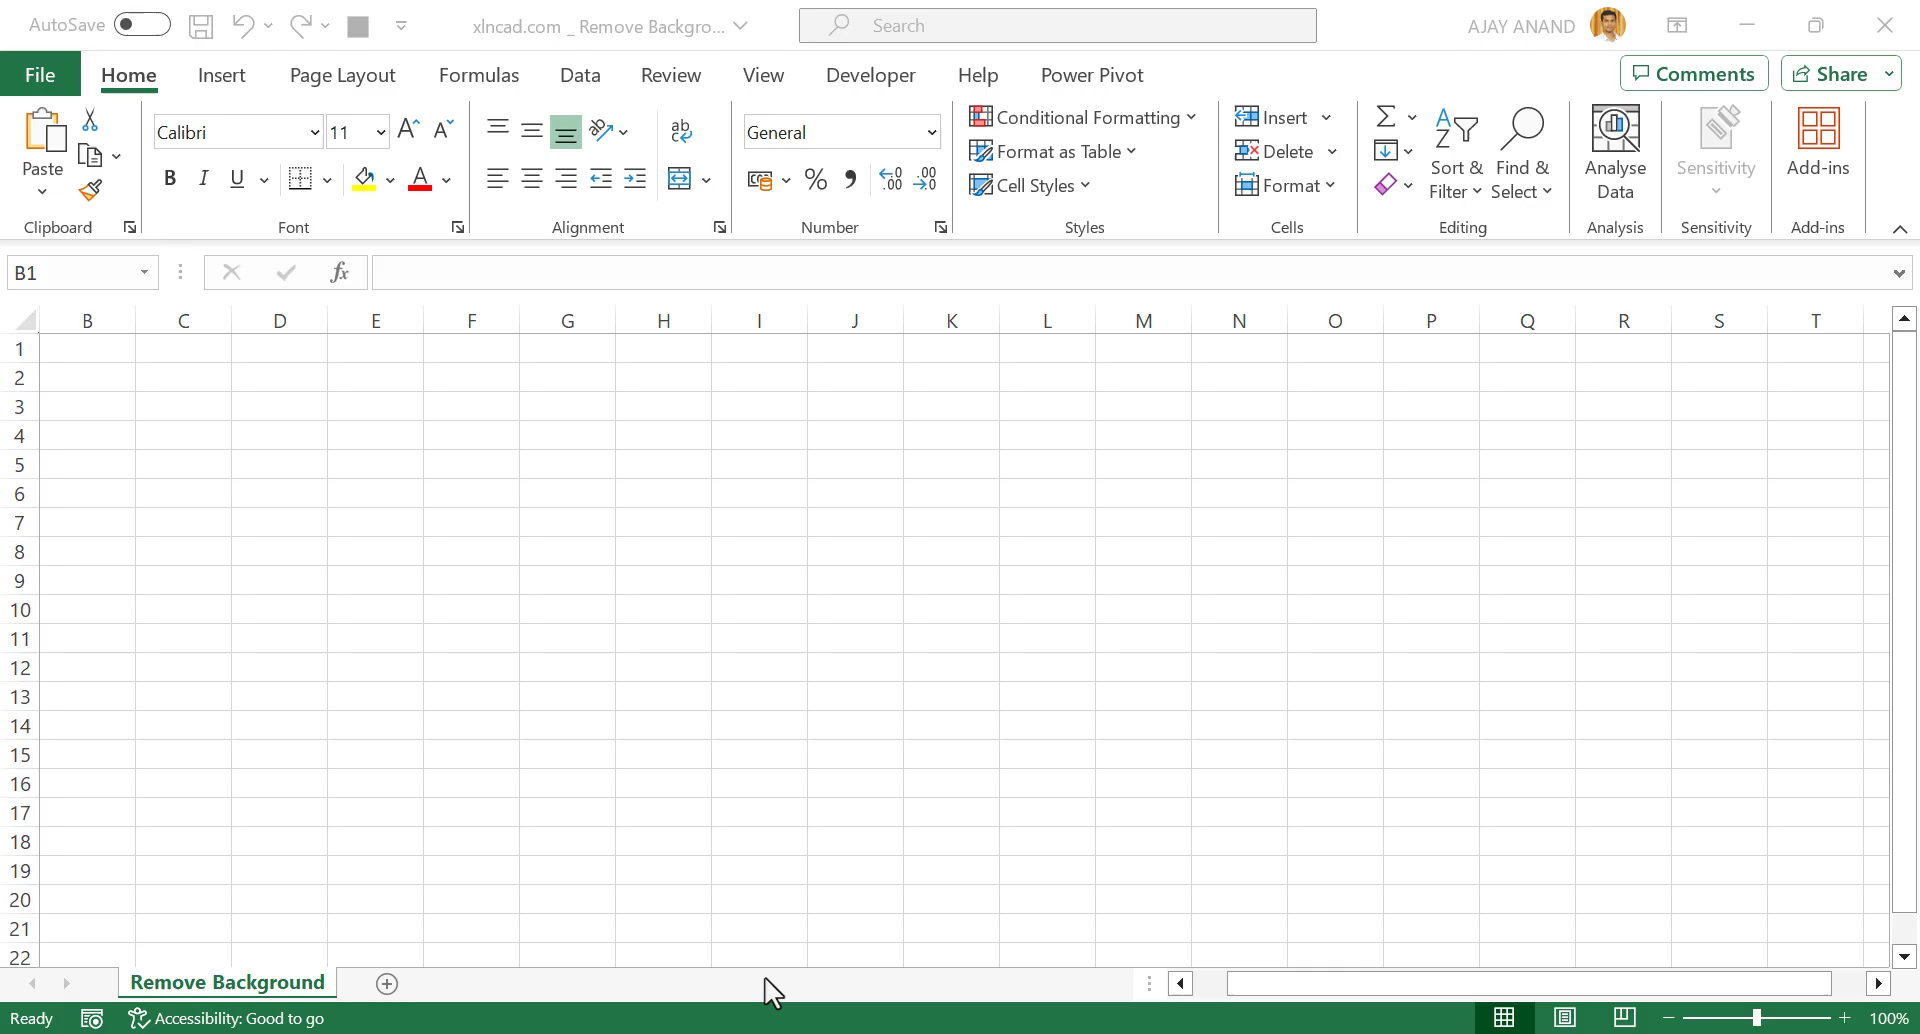 AutoSave
xlncad.com _ Remove Backgro...
Search
AJAY ANAND
File Home Insert Page Layout Formulas Data Review View Developer Help Power Pivot
Comments
Share
Calibri
11
ab
General
Conditional Formatting
Insert
Paste
Format as Table
Delete
Sort &
Filter
Find &
Select
Analyse
Data
Sensitivity
Add-ins
B I U
A
%
Cell Styles
Format
Clipboard Font Alignment Number Styles Cells Editing Analysis Sensitivity Add-ins
B1
fx
B C D E F G H I J K L M N O P Q R S T
1
2
3
4
5
6
7
8
9
10
11
12
13
14
15
16
17
18
19
20
21
22
Remove Background
Ready
Accessibility: Good to go
100%